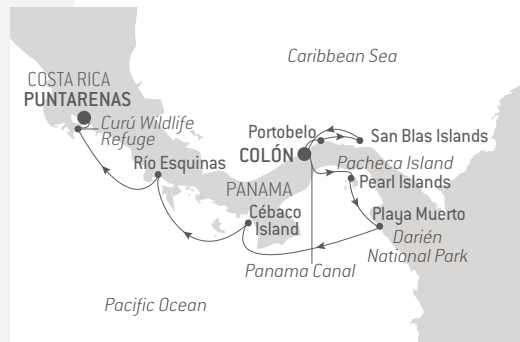 Caribbean Sea
COSTA RICA
PUNTARENAS
Curú Wildlife
Refuge
Portobelo
San Blas Islands
COLÓN
Pacheca Island
Río Esquinas
Pearl Islands
PANAMA
Cébaco
Island
Playa Muerto
Darién
National Park
Panama Canal
Pacific Ocean